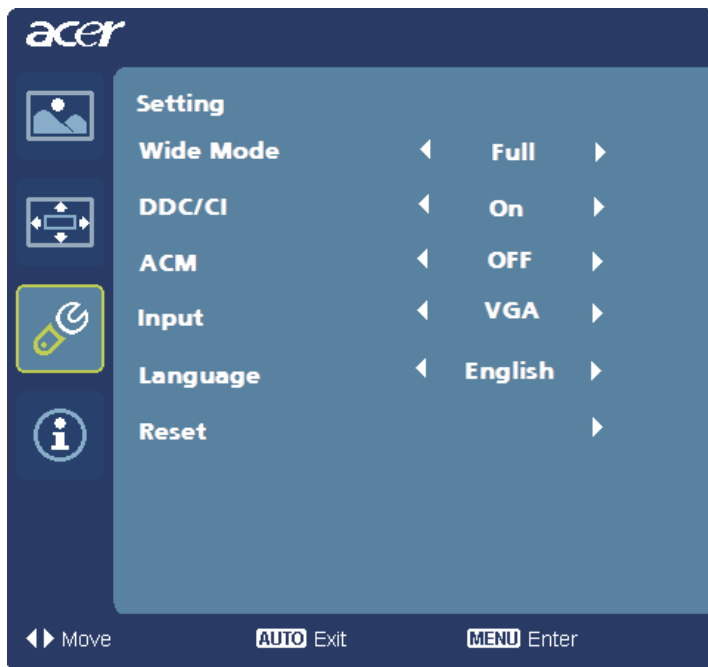 acer
Setting
Wide Mode Full
DDC/CI On
ACM OFF
Input VGA
Language English
Reset
Move AUTO Exit MENU Enter